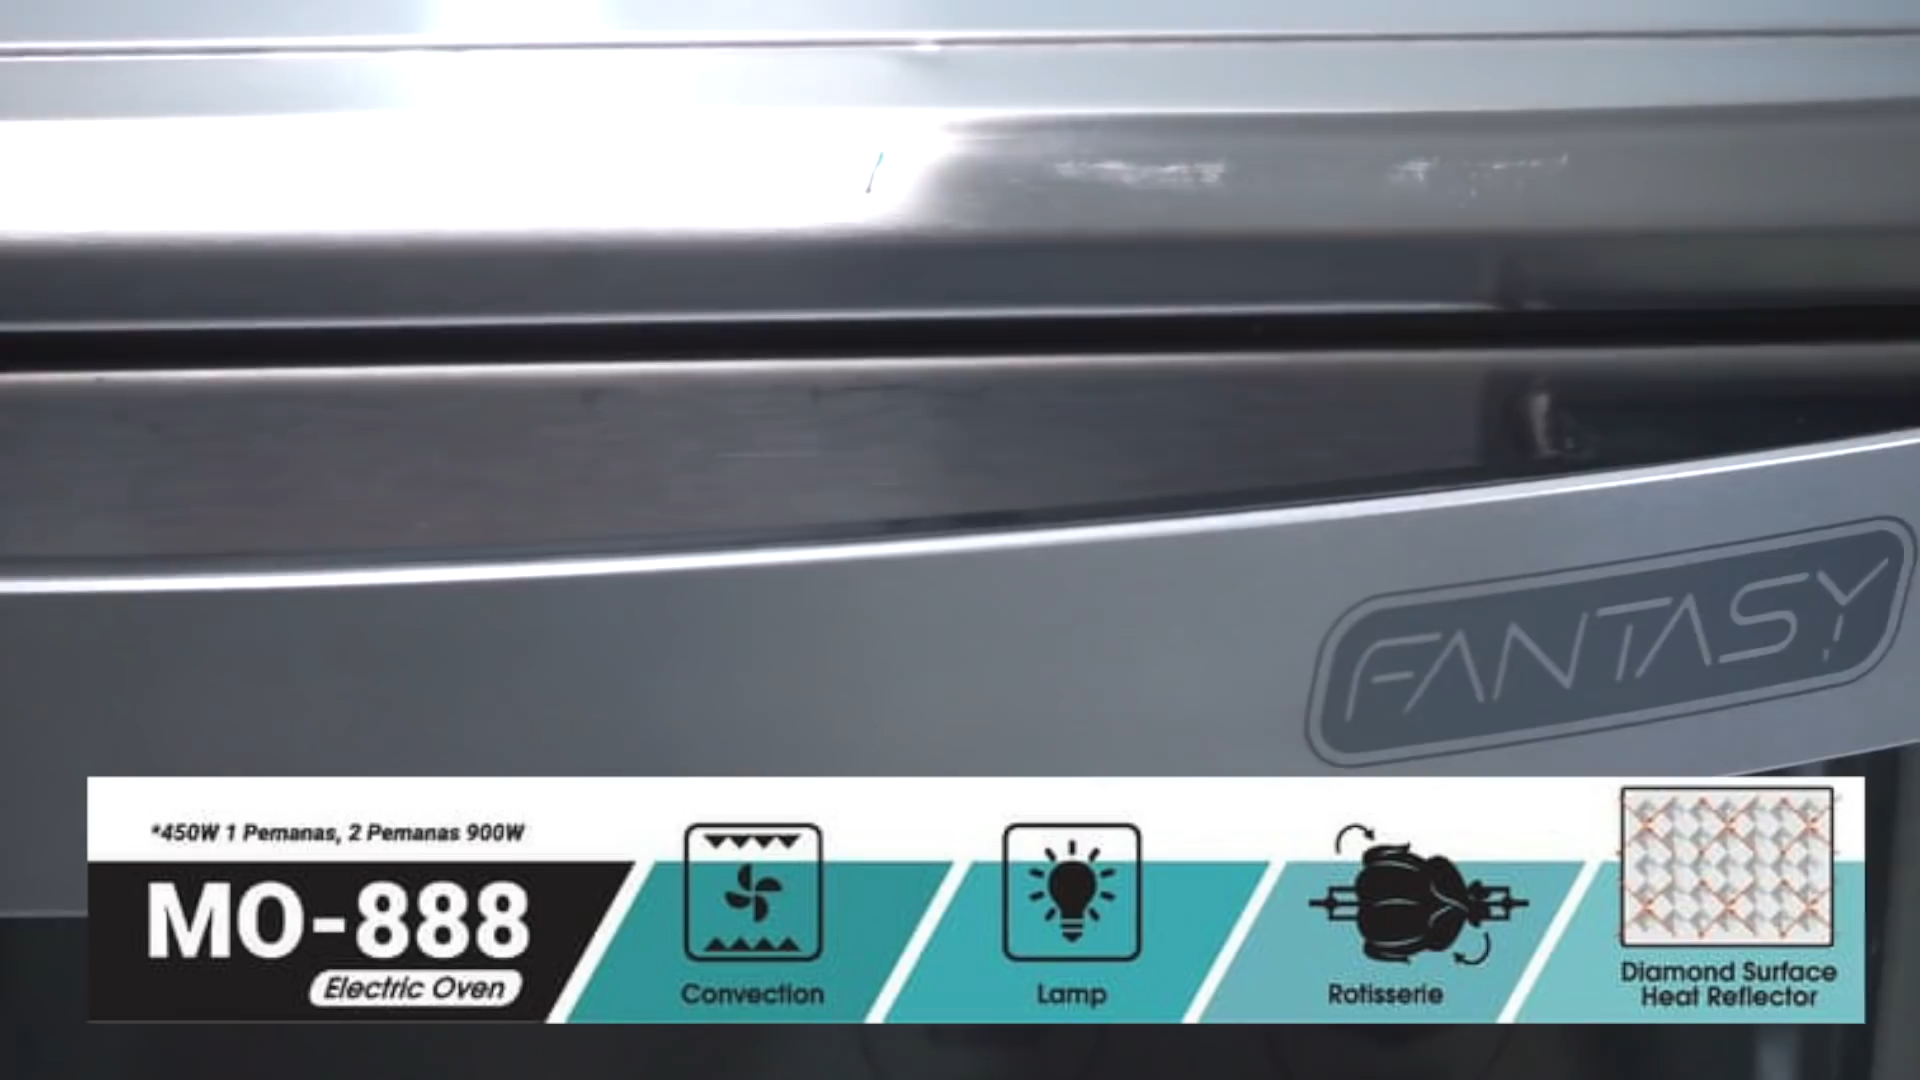 FANTASY
*450W 1 Pemanas, 2 Pemanas 900W
MO-888
Electric Oven
Convection
Lamp
Rotisserie
Diamond Surface
Heat Reflector